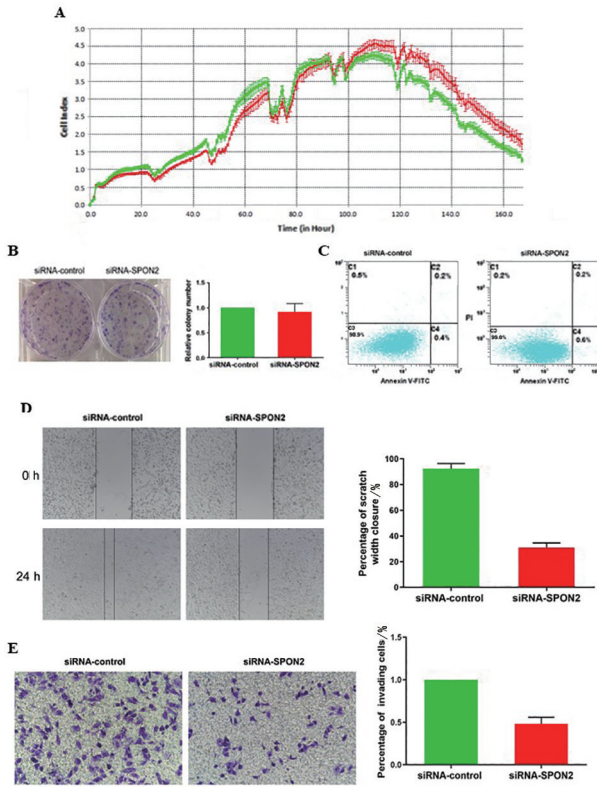 A
5.0
4.5
4.0
3.5
3.0
2.5
2.0
1.5
1.0
0.5
0.0
Cell Index
0.0 20.0 40.0 60.0 80.0 100.0 120.0 140.0 160.0
Time (in Hour)
B
siRNA-control siRNA-SPON2
Relative colony number
1.5
1.0
0.5
0.0
siRNA-control siRNA-SPON2
C
siRNA-control siRNA-SPON2
C1 C2
0.5% 0.2%
C3 C4
0.4%
Annexin V-FITC
C1 C2
0.2% 0.2%
PI
C3 C4
0.6%
Annexin V-FITC
D
siRNA-control siRNA-SPON2
0 h
24 h
Percentage of scratch
width closure/%
100
80
60
40
20
0
siRNA-control siRNA-SPON2
E
siRNA-control siRNA-SPON2
Percentage of invading cells/%
1.5
1.0
0.5
0.0
siRNA-control siRNA-SPON2